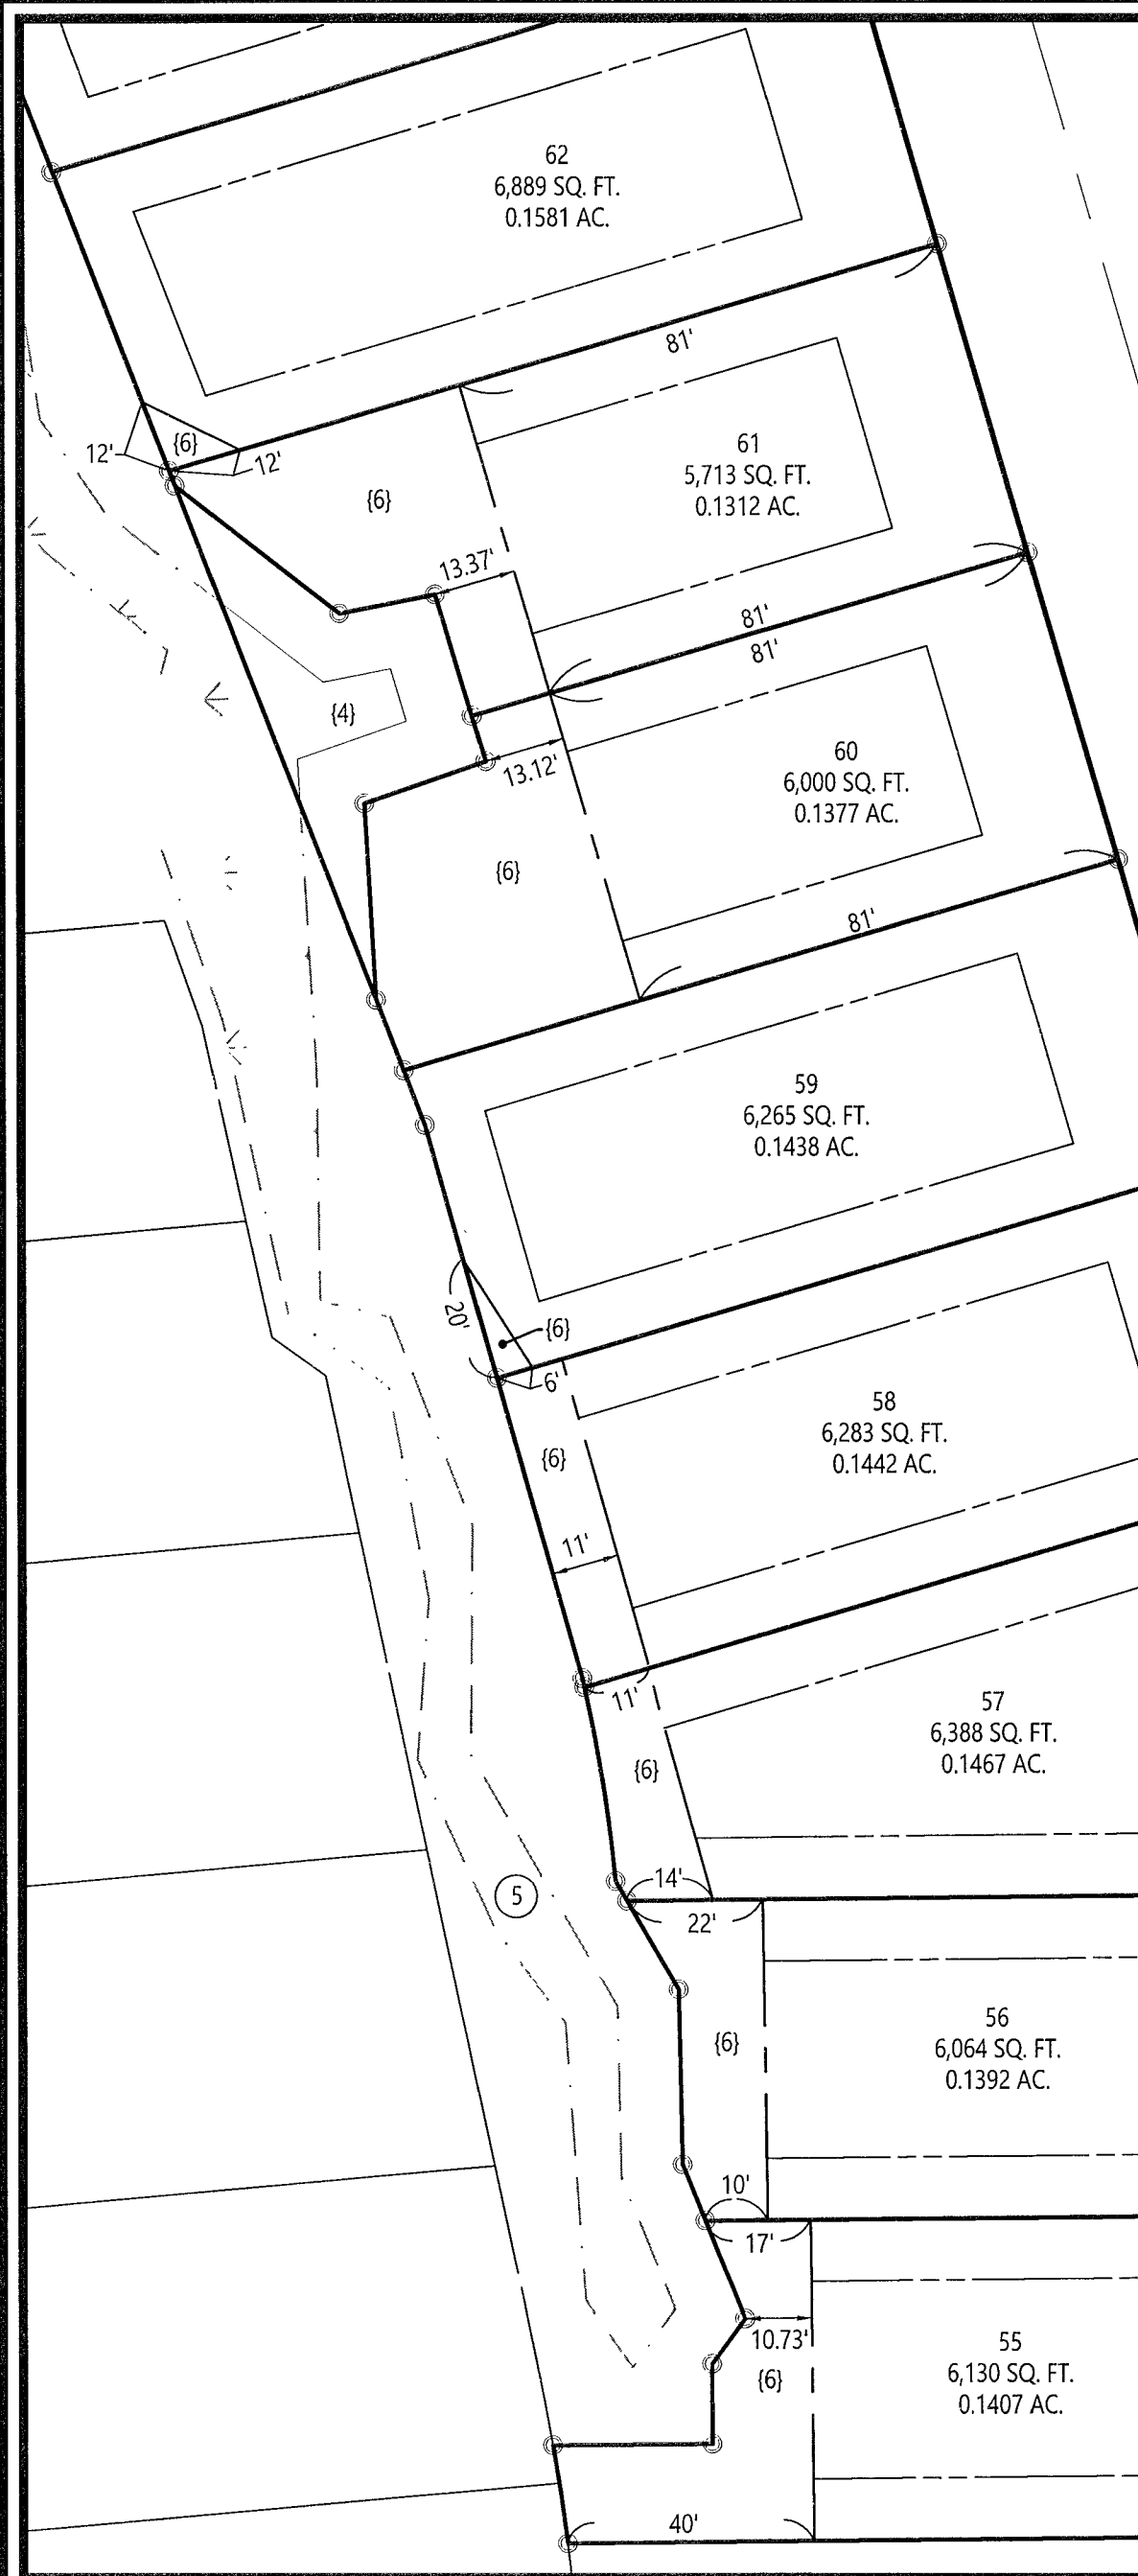 62
6,889 SQ. FT.
0.1581 AC.
81'
12'
{6}
12'
61
5,713 SQ. FT.
0.1312 AC.
{6}
13.37'
81'
81'
{4}
60
6,000 SQ. FT.
0.1377 AC.
13.12'
{6}
81'
59
6,265 SQ. FT.
0.1438 AC.
20'
{6}
6'
58
6,283 SQ. FT.
0.1442 AC.
{6}
11'
11'
57
6,388 SQ. FT.
0.1467 AC.
{6}
14'
5
22'
56
6,064 SQ. FT.
0.1392 AC.
{6}
10'
17'
10.73'
55
6,130 SQ. FT.
0.1407 AC.
{6}
40'